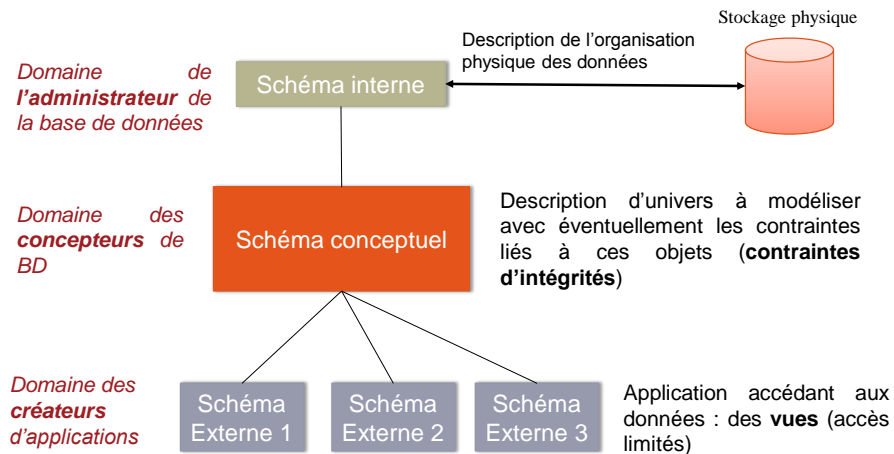 Stockage physique
Description de l’organisation
physique des données
Domaine de
l’administrateur de
la base de données
Schéma interne
Domaine des
concepteurs de
BD
Schéma conceptuel
Description d’univers à modéliser
avec éventuellement les contraintes
liés à ces objets (contraintes
d’intégrités)
Domaine des
créateurs
d’applications
Schéma
Externe 1
Schéma
Externe 2
Schéma
Externe 3
Application accédant aux
données : des vues (accès
limités)